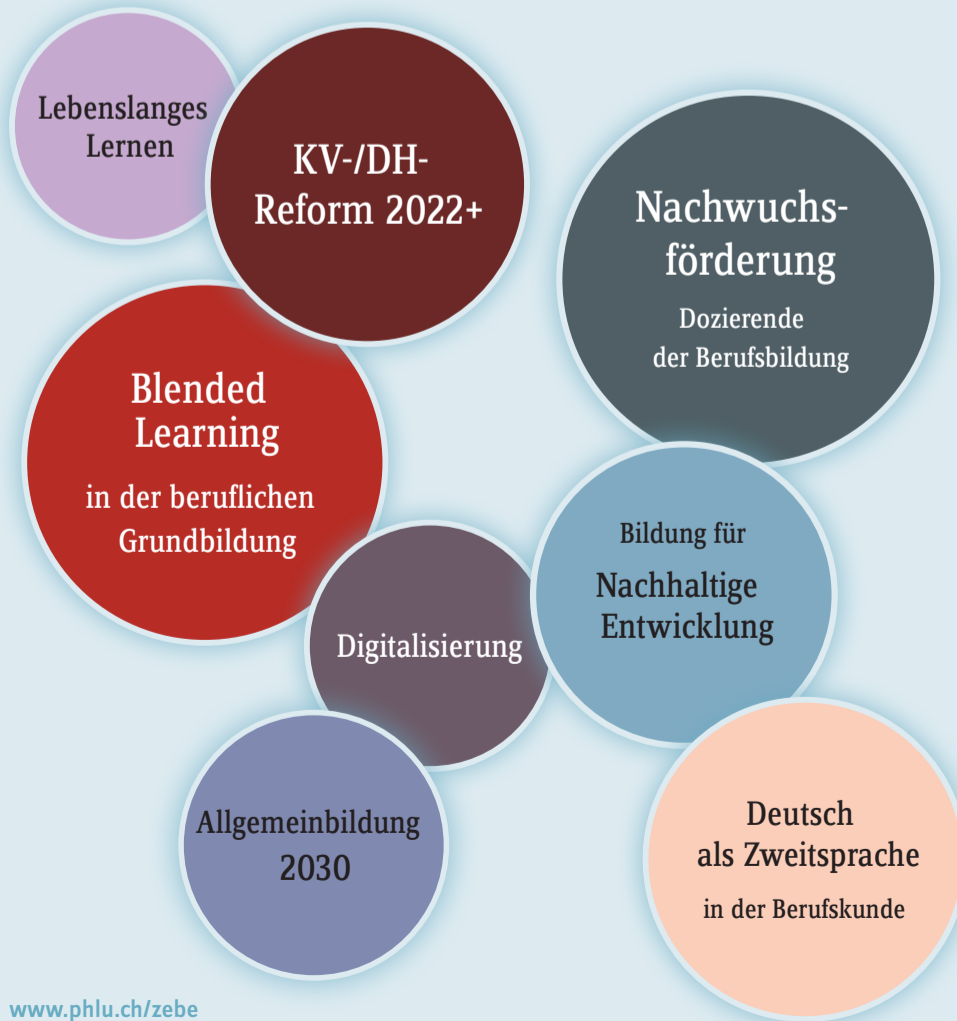 Lebenslanges
Lernen
KV-/DH-
Reform 2022+
Nachwuchs-
förderung
Dozierende
der Berufsbildung
Blended
Learning
in der beruflichen
Grundbildung
Bildung für
Nachhaltige
Entwicklung
Digitalisierung
Allgemeinbildung
2030
Deutsch
als Zweitsprache
in der Berufskunde
www.phlu.ch/zebe